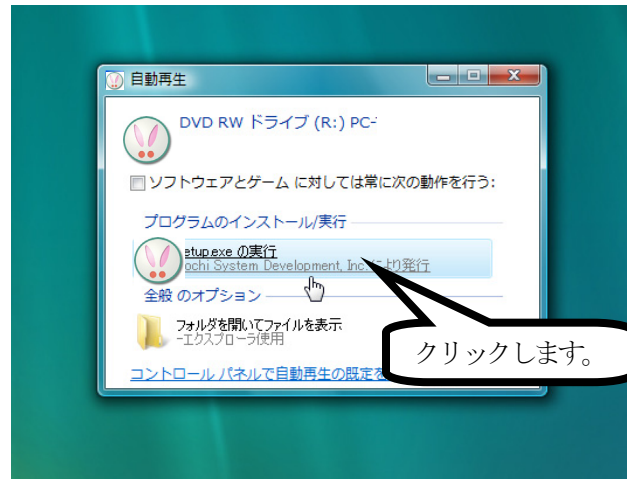 自動再生
DVD RW ドライブ (R:) PC-
ソフトウェアとゲーム に対しては常に次の動作を行う:
プログラムのインストール/実行
etup.exe の実行
ochi System Development, Inc. により発行
全般 のオプション
フォルダを開いてファイルを表示
-エクスプローラ使用
クリックします。
コントロール パネルで自動再生の既定を